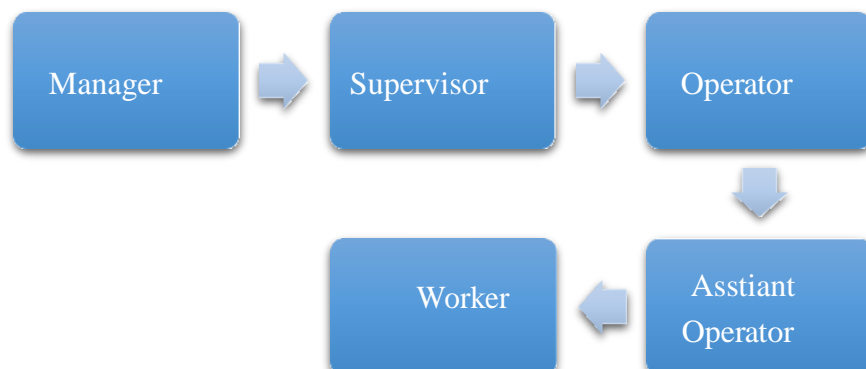 Manager
Supervisor
Operator
Asstiant
Operator
Worker